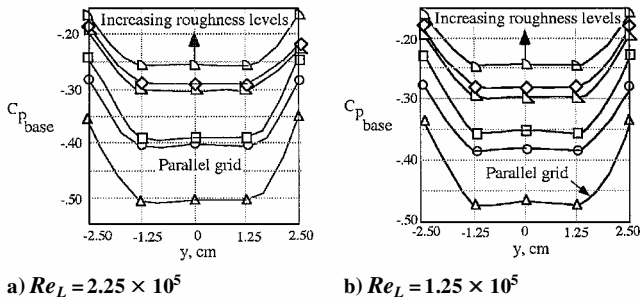 a)
Increasing roughness levels
-.20
-.30
C_p base
-.40
Parallel grid
-.50
-2.50 -1.25 0 1.25 2.50
y, cm
a) Re_L = 2.25 × 10^5
b)
Increasing roughness levels
-.20
-.30
C_p base
-.40
Parallel grid
-.50
-2.50 -1.25 0 1.25 2.50
y, cm
b) Re_L = 1.25 × 10^5